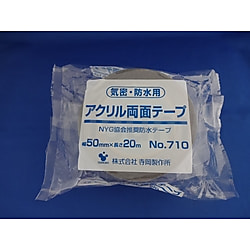 気密・防水用
アクリル両面テープ
NYG協会推奨防水テープ
幅50mm×長さ20m No.710
株式会社 寺岡製作所